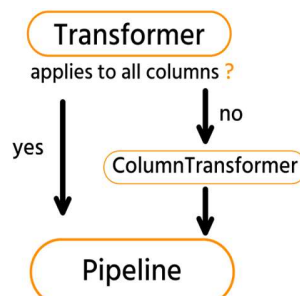 Transformer
applies to all columns ?
no
yes
ColumnTransformer
Pipeline